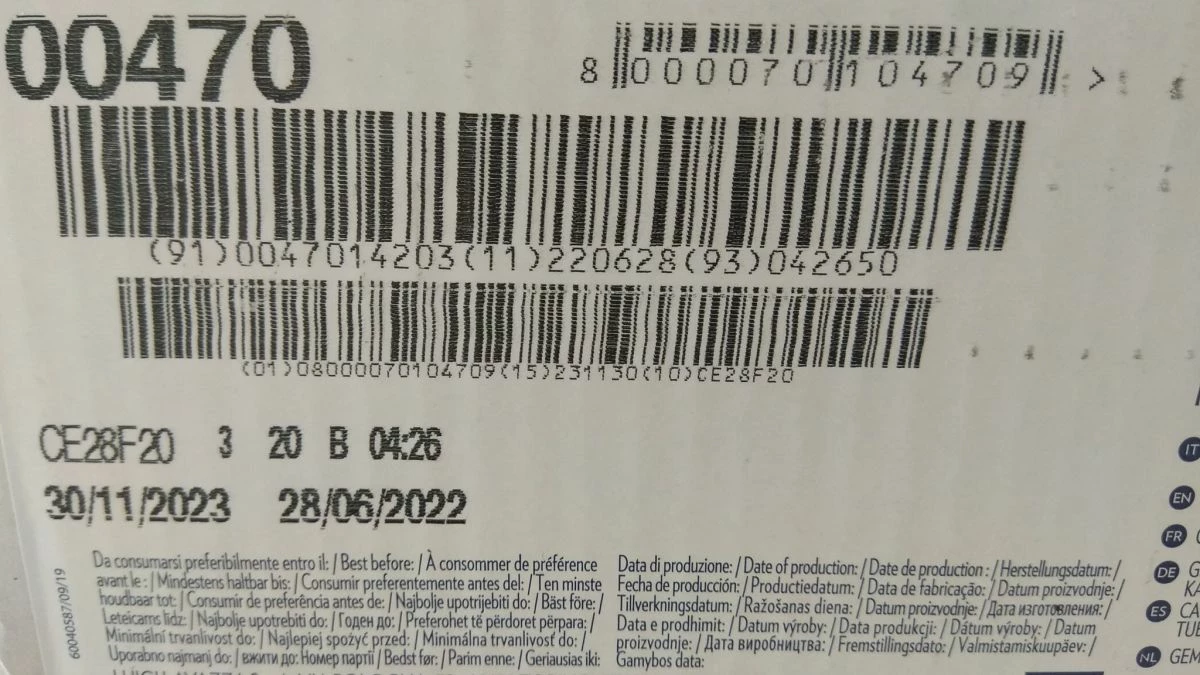 00470
8 000070 104709 >
(91)0047014203(11)220628(93)042650
(01)08000070104709(15)231130(10)CE28F20
CE28F20 3 20 B 04:26
30/11/2023 28/06/2022
60040587/09/19
Da consumarsi preferibilmente entro il: / Best before: / À consommer de préférence
avant le : / Mindestens haltbar bis: / Consumir preferentemente antes del: / Ten minste
houdbaar tot: / Consumir de preferência antes de: / Najbolje upotrijebiti do: / Bäst före: /
Leteicams līdz: / Najbolje upotrebiti do: / Годен до: / Preferohet të përdoret përpara: /
Minimální trvanlivost do: / Najlepiej spożyć przed: / Minimálna trvanlivosť do: /
Uporabno najmanj do: / вжити до: Номер партії / Bedst før: / Parim enne: / Geriausias iki:
Data di produzione: / Date of production: / Date de production : / Herstellungsdatum: /
Fecha de producción: / Productiedatum: / Data de fabricação: / Datum proizvodnje: /
Tillverkningsdatum: / Ražošanas diena: / Datum proizvodnje: / Дата изготовления: /
Data e prodhimit: / Datum výroby: / Data produkcji: / Dátum výroby: / Datum
proizvodnje: / Дата виробництва: / Fremstillingsdato: / Valmistamiskuupäev: /
Gamybos data:
IT
EN
FR
DE
ES
NL GEM